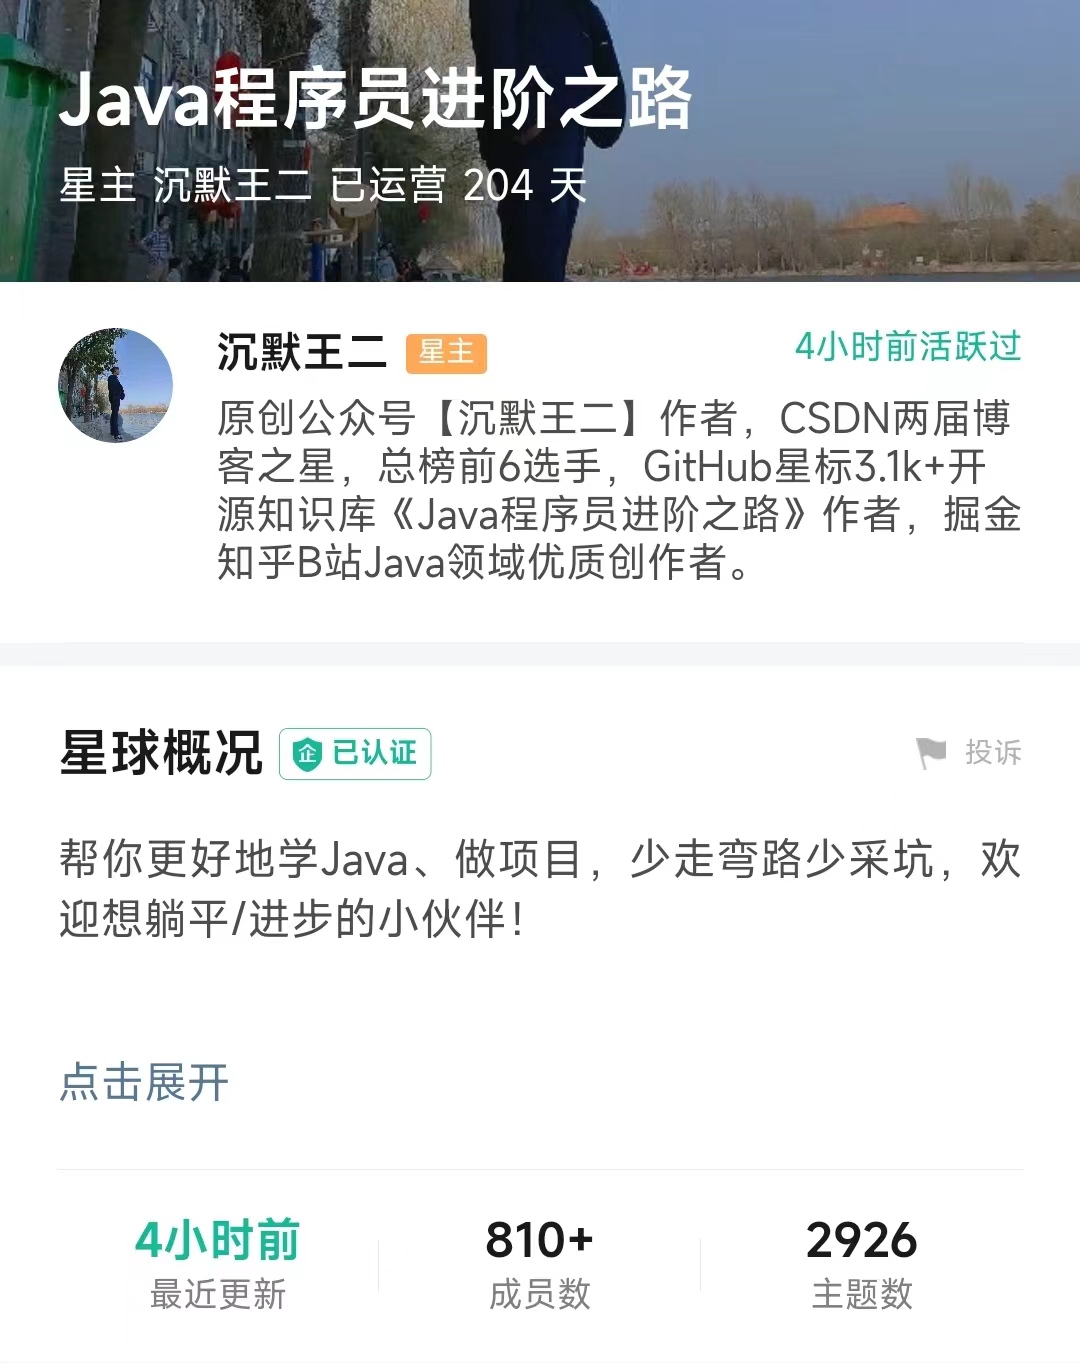 Java程序员进阶之路
星主 沉默王二 已运营 204 天
沉默王二 星主 4小时前活跃过
原创公众号【沉默王二】作者，CSDN两届博
客之星，总榜前6选手，GitHub星标3.1k+开
源知识库《Java程序员进阶之路》作者，掘金
知乎B站Java领域优质创作者。
星球概况 企 已认证 投诉
帮你更好地学Java、做项目，少走弯路少采坑，欢
迎想躺平/进步的小伙伴！
点击展开
4小时前 810+ 2926
最近更新 成员数 主题数